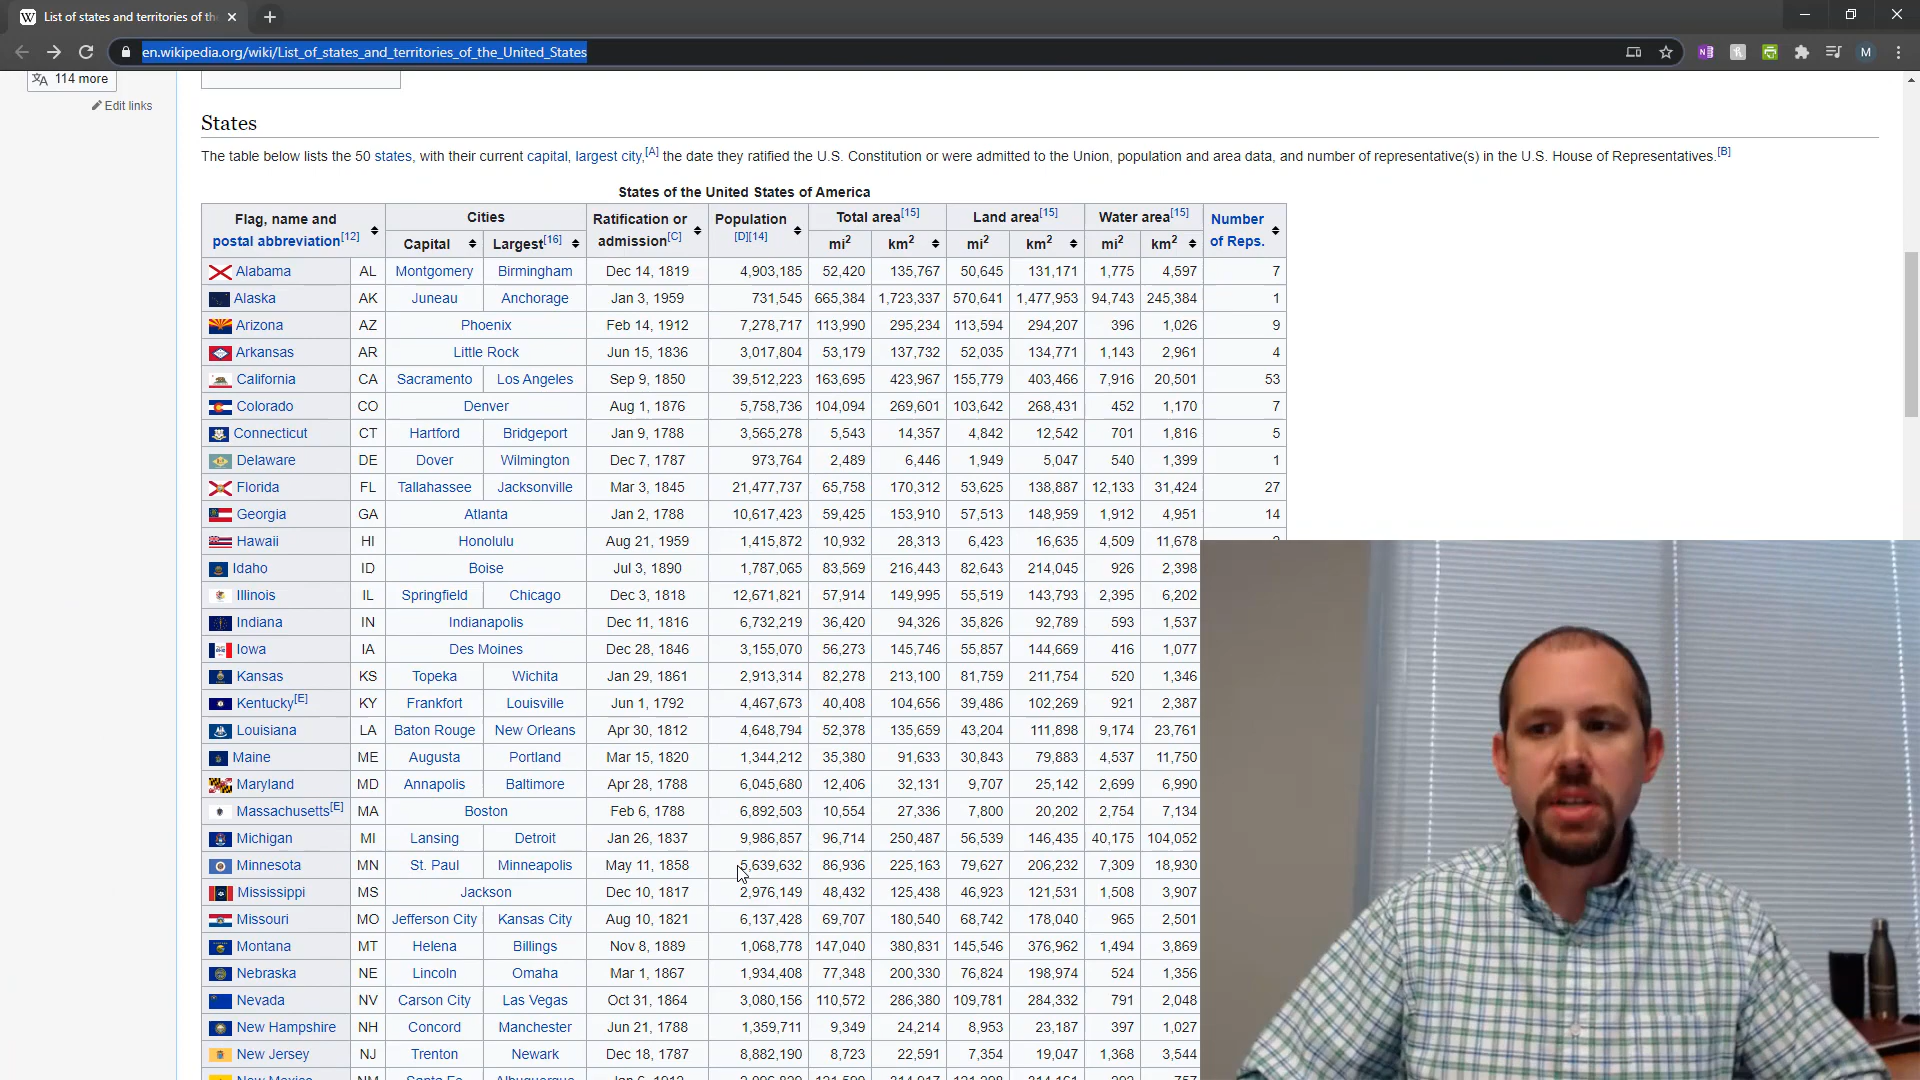 List of states and territories of th
en.wikipedia.org/wiki/List_of_states_and_territories_of_the_United_States
M
114 more
Edit links
States
The table below lists the 50 states, with their current capital, largest city,[A] the date they ratified the U.S. Constitution or were admitted to the Union, population and area data, and number of representative(s) in the U.S. House of Representatives.[B]
States of the United States of America
Flag, name and postal abbreviation[12] Cities Ratification or admission[C] Population [D][14] Total area[15] Land area[15] Water area[15] Number of Reps.
Capital Largest[16] mi2 km2 mi2 km2 mi2 km2
Alabama AL Montgomery Birmingham Dec 14, 1819 4,903,185 52,420 135,767 50,645 131,171 1,775 4,597 7
Alaska AK Juneau Anchorage Jan 3, 1959 731,545 665,384 1,723,337 570,641 1,477,953 94,743 245,384 1
Arizona AZ Phoenix Feb 14, 1912 7,278,717 113,990 295,234 113,594 294,207 396 1,026 9
Arkansas AR Little Rock Jun 15, 1836 3,017,804 53,179 137,732 52,035 134,771 1,143 2,961 4
California CA Sacramento Los Angeles Sep 9, 1850 39,512,223 163,695 423,967 155,779 403,466 7,916 20,501 53
Colorado CO Denver Aug 1, 1876 5,758,736 104,094 269,601 103,642 268,431 452 1,170 7
Connecticut CT Hartford Bridgeport Jan 9, 1788 3,565,278 5,543 14,357 4,842 12,542 701 1,816 5
Delaware DE Dover Wilmington Dec 7, 1787 973,764 2,489 6,446 1,949 5,047 540 1,399 1
Florida FL Tallahassee Jacksonville Mar 3, 1845 21,477,737 65,758 170,312 53,625 138,887 12,133 31,424 27
Georgia GA Atlanta Jan 2, 1788 10,617,423 59,425 153,910 57,513 148,959 1,912 4,951 14
Hawaii HI Honolulu Aug 21, 1959 1,415,872 10,932 28,313 6,423 16,635 4,509 11,678
Idaho ID Boise Jul 3, 1890 1,787,065 83,569 216,443 82,643 214,045 926 2,398
Illinois IL Springfield Chicago Dec 3, 1818 12,671,821 57,914 149,995 55,519 143,793 2,395 6,202
Indiana IN Indianapolis Dec 11, 1816 6,732,219 36,420 94,326 35,826 92,789 593 1,537
Iowa IA Des Moines Dec 28, 1846 3,155,070 56,273 145,746 55,857 144,669 416 1,077
Kansas KS Topeka Wichita Jan 29, 1861 2,913,314 82,278 213,100 81,759 211,754 520 1,346
Kentucky[E] KY Frankfort Louisville Jun 1, 1792 4,467,673 40,408 104,656 39,486 102,269 921 2,387
Louisiana LA Baton Rouge New Orleans Apr 30, 1812 4,648,794 52,378 135,659 43,204 111,898 9,174 23,761
Maine ME Augusta Portland Mar 15, 1820 1,344,212 35,380 91,633 30,843 79,883 4,537 11,750
Maryland MD Annapolis Baltimore Apr 28, 1788 6,045,680 12,406 32,131 9,707 25,142 2,699 6,990
Massachusetts[E] MA Boston Feb 6, 1788 6,892,503 10,554 27,336 7,800 20,202 2,754 7,134
Michigan MI Lansing Detroit Jan 26, 1837 9,986,857 96,714 250,487 56,539 146,435 40,175 104,052
Minnesota MN St. Paul Minneapolis May 11, 1858 5,639,632 86,936 225,163 79,627 206,232 7,309 18,930
Mississippi MS Jackson Dec 10, 1817 2,976,149 48,432 125,438 46,923 121,531 1,508 3,907
Missouri MO Jefferson City Kansas City Aug 10, 1821 6,137,428 69,707 180,540 68,742 178,040 965 2,501
Montana MT Helena Billings Nov 8, 1889 1,068,778 147,040 380,831 145,546 376,962 1,494 3,869
Nebraska NE Lincoln Omaha Mar 1, 1867 1,934,408 77,348 200,330 76,824 198,974 524 1,356
Nevada NV Carson City Las Vegas Oct 31, 1864 3,080,156 110,572 286,380 109,781 284,332 791 2,048
New Hampshire NH Concord Manchester Jun 21, 1788 1,359,711 9,349 24,214 8,953 23,187 397 1,027
New Jersey NJ Trenton Newark Dec 18, 1787 8,882,190 8,723 22,591 7,354 19,047 1,368 3,544